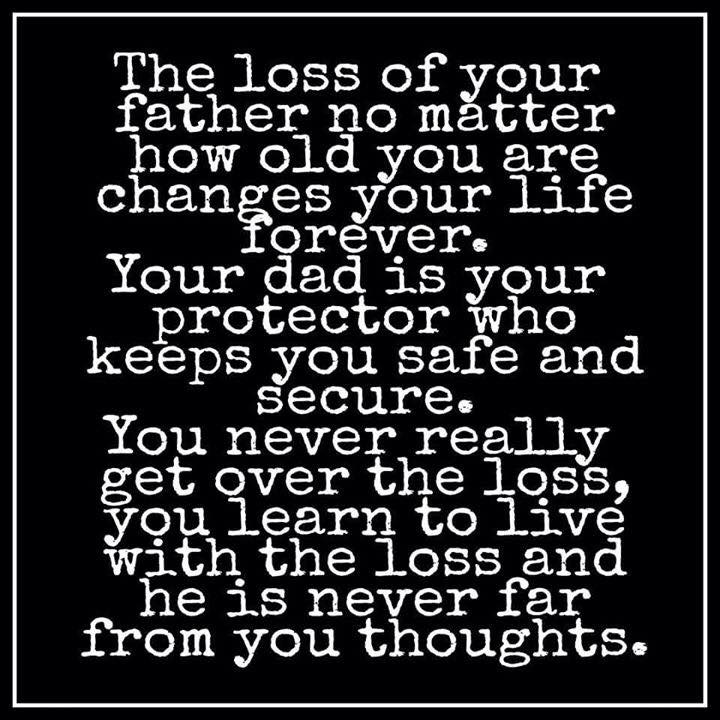 The loss of your
father no matter
how old you are
changes your life
forever.
Your dad is your
protector who
keeps you safe and
secure.
You never really
get over the loss,
you learn to live
with the loss and
he is never far
from you thoughts.